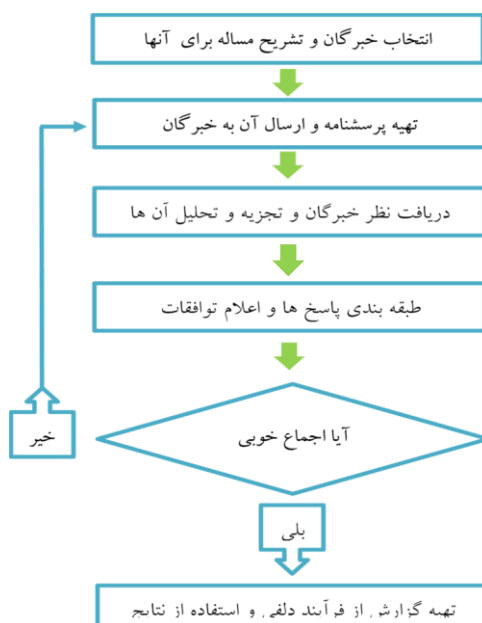 انتخاب خبرگان و تشریح مساله برای آنها
تهیه پرسشنامه و ارسال آن به خبرگان
دریافت نظر خبرگان و تجزیه و تحلیل آن ها
طبقه بندی پاسخ ها و اعلام توافقات
آیا اجماع خوبی
خیر
بلی
تهیه گزارش از فرآیند دلفی و استفاده از نتایج